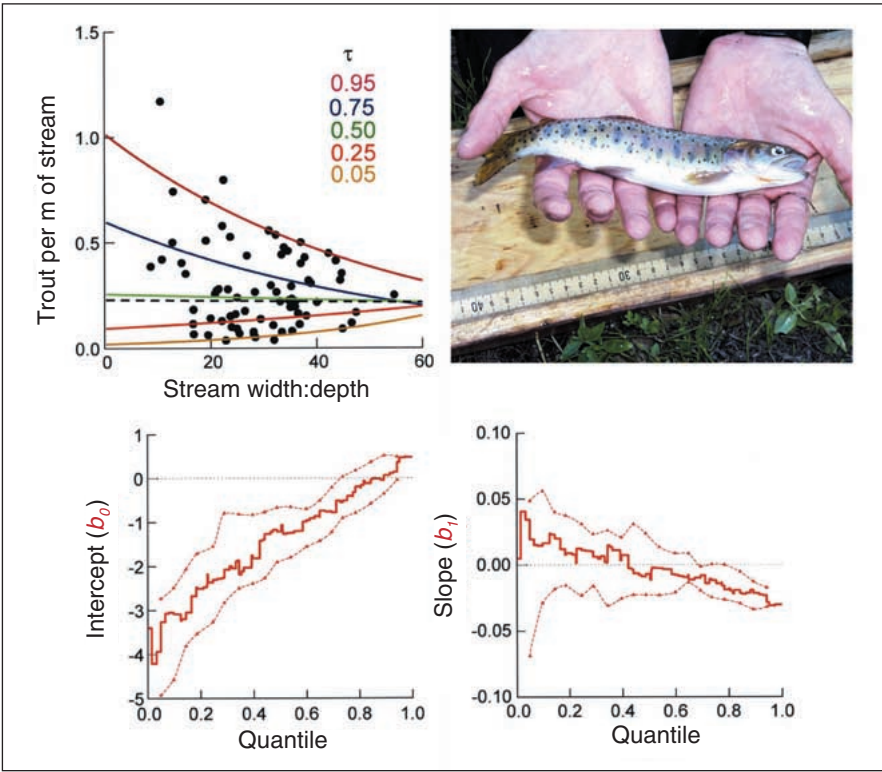 1.5
1.0
0.5
0.0
Trout per m of stream
τ
0.95
0.75
0.50
0.25
0.05
0 20 40 60
Stream width:depth
40
30
1
0
-1
-2
-3
-4
-5
Intercept (b0)
0.0 0.2 0.4 0.6 0.8 1.0
Quantile
0.10
0.05
0.00
-0.05
-0.10
Slope (b1)
0.0 0.2 0.4 0.6 0.8 1.0
Quantile